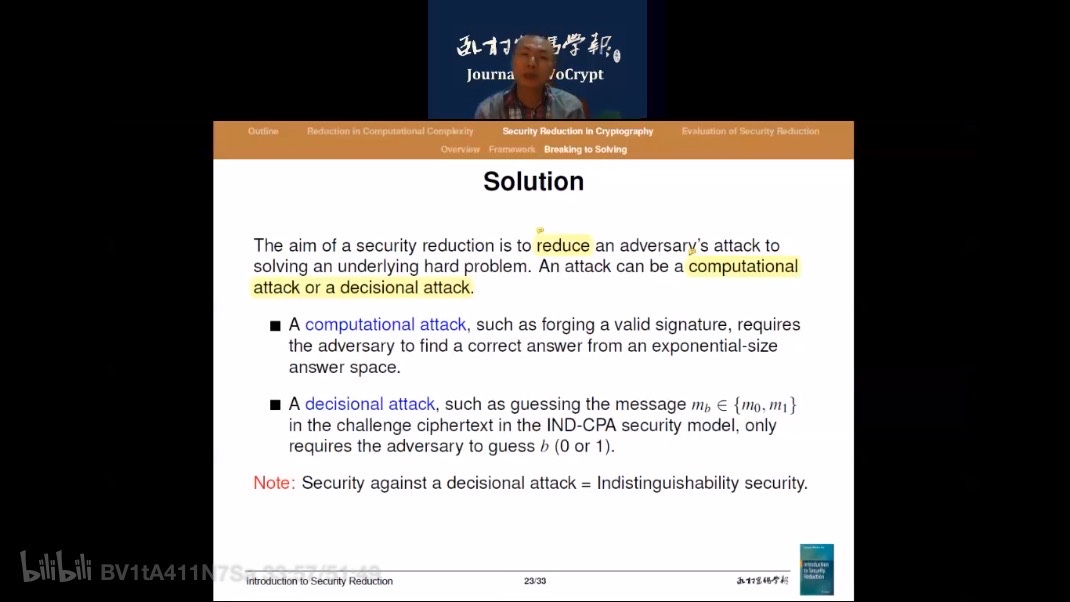 Journa
VoCrypt
Outline Reduction in Computational Complexity Security Reduction in Cryptography Evaluation of Security Reduction
Overview Framework Breaking to Solving
Solution
The aim of a security reduction is to reduce an adversary's attack to
solving an underlying hard problem. An attack can be a computational
attack or a decisional attack.
■ A computational attack, such as forging a valid signature, requires
the adversary to find a correct answer from an exponential-size
answer space.
■ A decisional attack, such as guessing the message m_b ∈ {m_0, m_1}
in the challenge ciphertext in the IND-CPA security model, only
requires the adversary to guess b (0 or 1).
Note: Security against a decisional attack = Indistinguishability security.
bilibili BV1tA411N7S 33:57/51:49
Introduction to Security Reduction 23/33
Introduction
to Security
Reduction